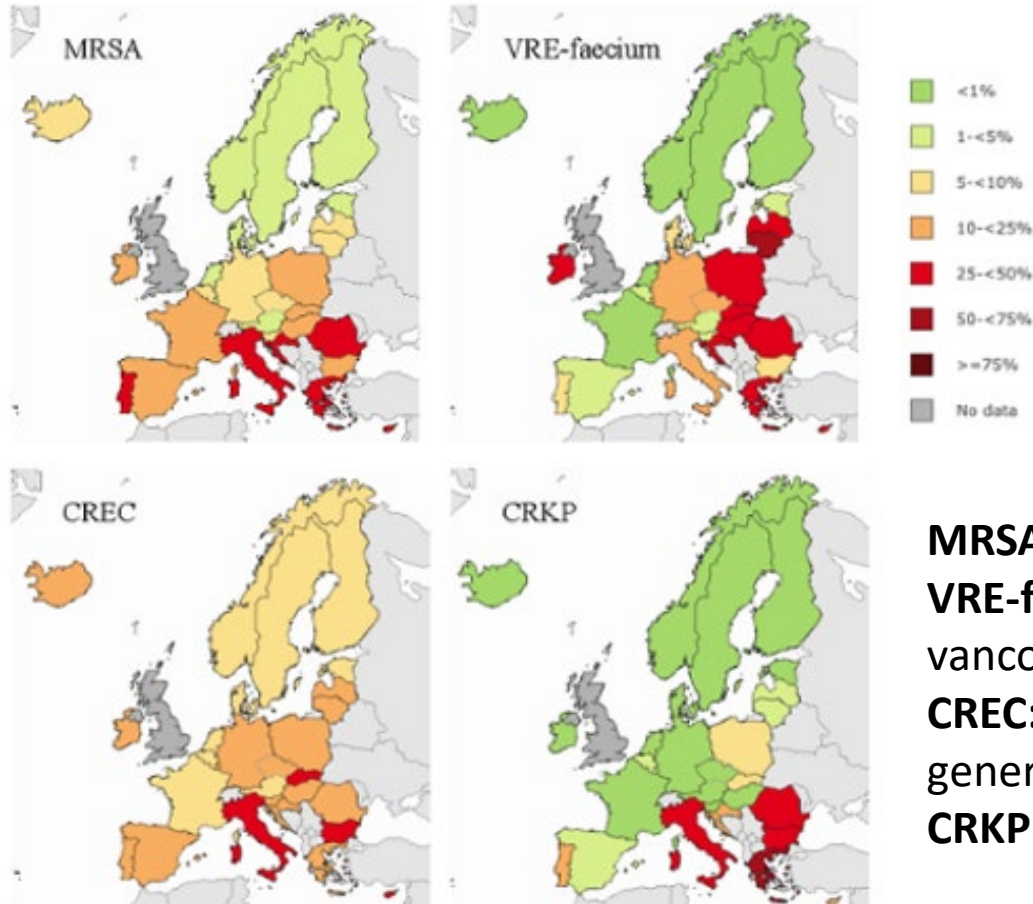 MRSA
VRE-faecium
<1%
1-<5%
5-<10%
10-<25%
25-<50%
50-<75%
>=75%
No data
CREC
CRKP
MRSA
VRE-f
vanco
CREC:
gener
CRKP